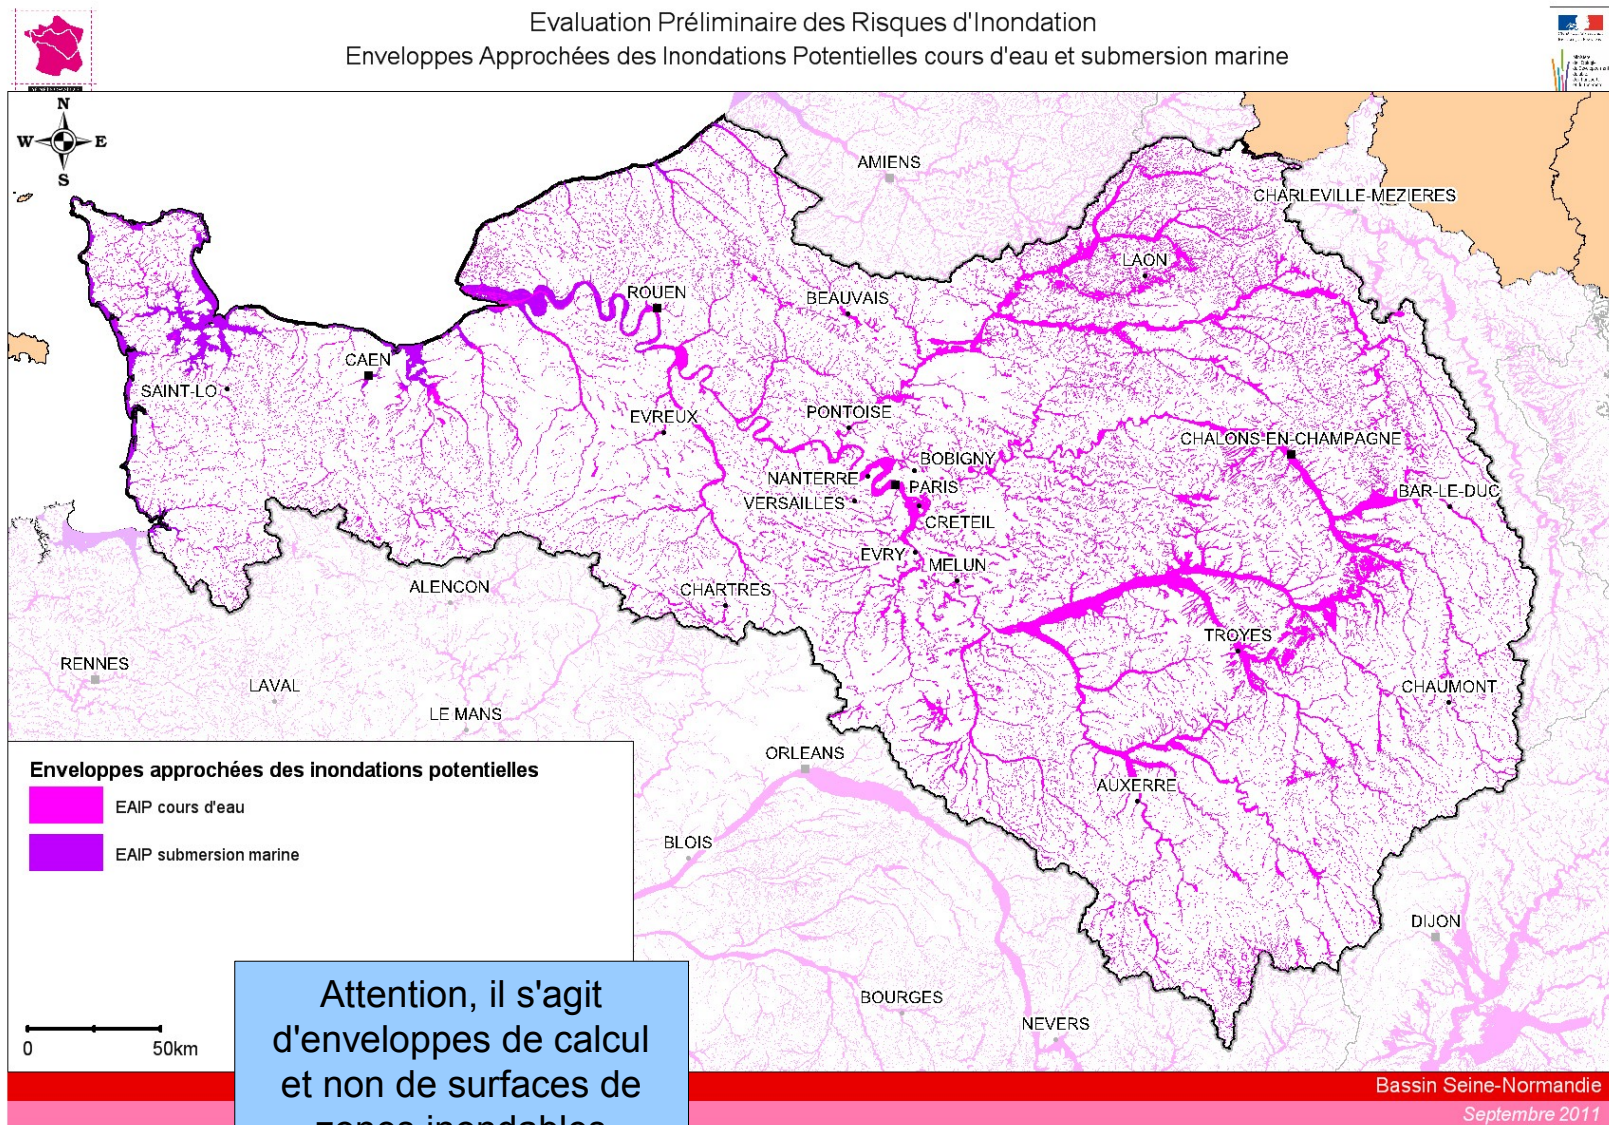 Evaluation Préliminaire des Risques d'Inondation
Enveloppes Approchées des Inondations Potentielles cours d'eau et submersion marine
N
W E
S
AMIENS
CHARLEVILLE-MEZIERES
LAON
ROUEN
BEAUVAIS
CAEN
SAINT-LO
EVREUX
PONTOISE
CHALONS-EN-CHAMPAGNE
BOBIGNY
NANTERRE
PARIS
BAR-LE-DUC
VERSAILLES
CRETEIL
EVRY
MELUN
ALENCON
CHARTRES
TROYES
RENNES
LAVAL
CHAUMONT
LE MANS
ORLEANS
AUXERRE
BLOIS
DIJON
BOURGES
NEVERS
Enveloppes approchées des inondations potentielles
EAIP cours d'eau
EAIP submersion marine
0 50km
Attention, il s'agit
d'enveloppes de calcul
et non de surfaces de
zones inondables
Bassin Seine-Normandie
Septembre 2011